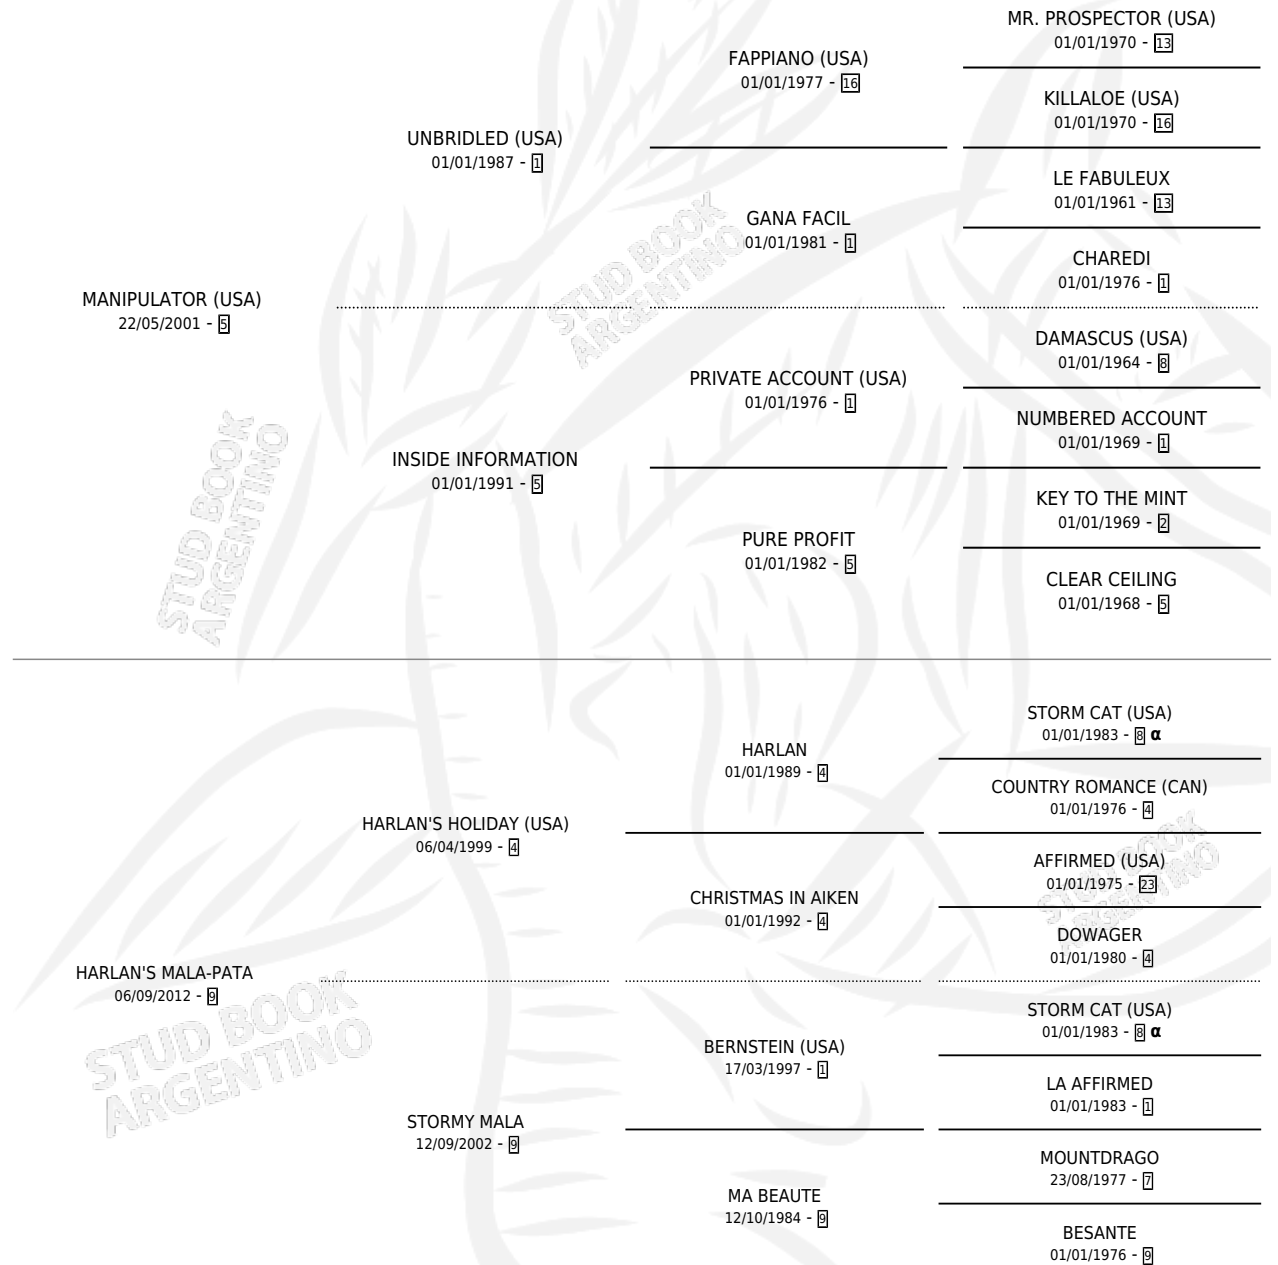 MR. PROSPECTOR (USA)
01/01/1970 - 13
FAPPIANO (USA)
01/01/1977 - 16
KILLALOE (USA)
01/01/1970 - 16
UNBRIDLED (USA)
01/01/1987 - 1
LE FABULEUX
01/01/1961 - 13
GANA FACIL
01/01/1981 - 1
CHAREDI
01/01/1976 - 1
MANIPULATOR (USA)
22/05/2001 - 5
DAMASCUS (USA)
01/01/1964 - 8
PRIVATE ACCOUNT (USA)
01/01/1976 - 1
NUMBERED ACCOUNT
01/01/1969 - 1
INSIDE INFORMATION
01/01/1991 - 5
KEY TO THE MINT
01/01/1969 - 2
PURE PROFIT
01/01/1982 - 5
CLEAR CEILING
01/01/1968 - 5
STORM CAT (USA)
01/01/1983 - 8 α
HARLAN
01/01/1989 - 4
COUNTRY ROMANCE (CAN)
01/01/1976 - 4
HARLAN'S HOLIDAY (USA)
06/04/1999 - 4
AFFIRMED (USA)
01/01/1975 - 23
CHRISTMAS IN AIKEN
01/01/1992 - 4
DOWAGER
01/01/1980 - 4
HARLAN'S MALA-PATA
06/09/2012 - 9
STORM CAT (USA)
01/01/1983 - 8 α
BERNSTEIN (USA)
17/03/1997 - 1
LA AFFIRMED
01/01/1983 - 1
STORMY MALA
12/09/2002 - 9
MOUNTDRAGO
23/08/1977 - 7
MA BEAUTE
12/10/1984 - 9
BESANTE
01/01/1976 - 9
STUD BOOK
ARGENTINO
STUD BOOK
ARGENTINO
STUD BOOK
ARGENTINO
STUD BOOK
ARGENTINO